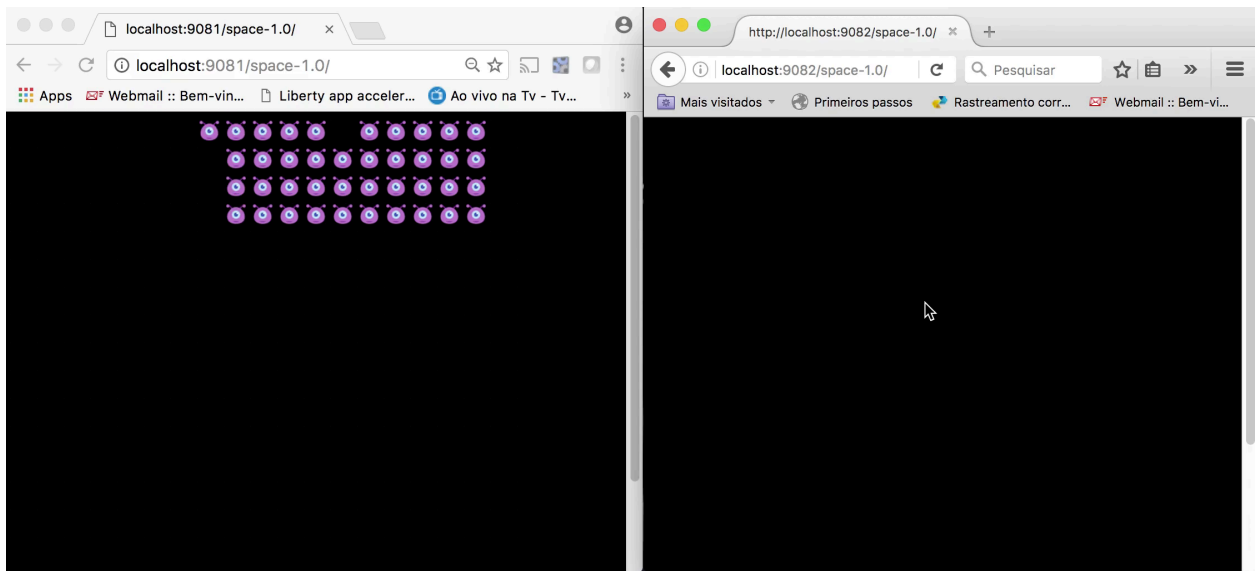 localhost:9081/space-1.0/
localhost:9081/space-1.0/
Apps Webmail :: Bem-vin... Liberty app acceler... Ao vivo na Tv - Tv... »
http://localhost:9082/space-1.0/
localhost:9082/space-1.0/ Pesquisar »
Mais visitados Primeiros passos Rastreamento corr... Webmail :: Bem-vi...